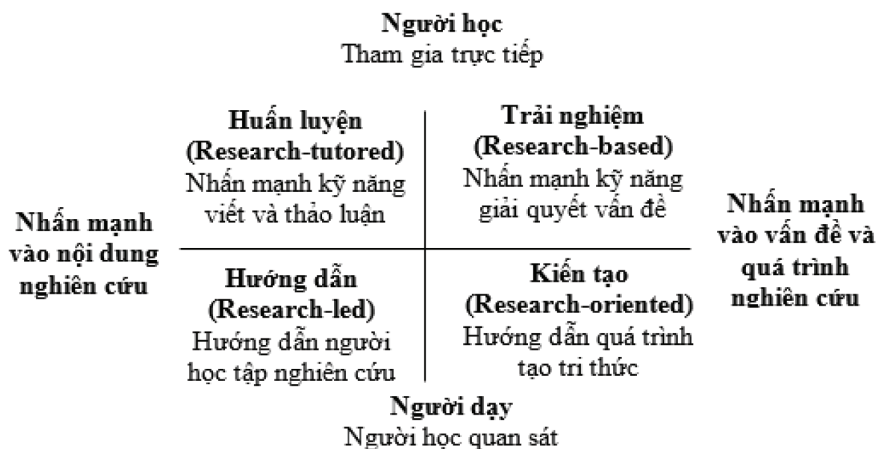 Người học
Tham gia trực tiếp
Huấn luyện
(Research-tutored)
Nhấn mạnh kỹ năng
viết và thảo luận
Trải nghiệm
(Research-based)
Nhấn mạnh kỹ năng
giải quyết vấn đề
Nhấn mạnh
vào nội dung
nghiên cứu
Nhấn mạnh
vào vấn đề và
quá trình
nghiên cứu
Hướng dẫn
(Research-led)
Hướng dẫn người
học tập nghiên cứu
Kiến tạo
(Research-oriented)
Hướng dẫn quá trình
tạo tri thức
Người dạy
Người học quan sát